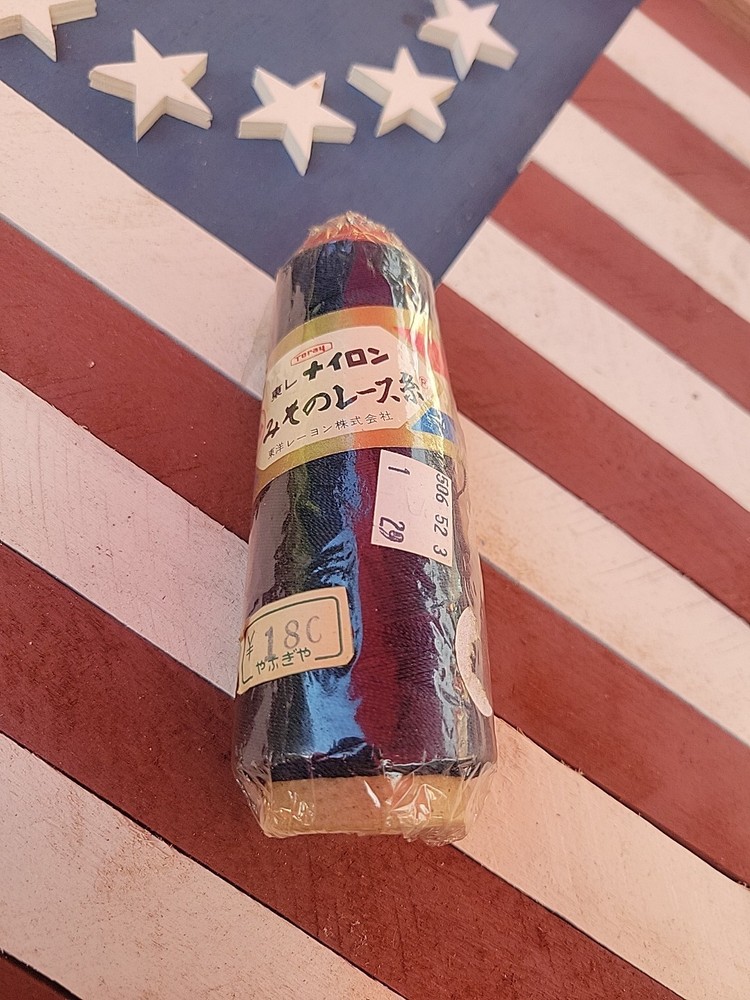 Toray
東レ ナイロン
みそのレース糸
東洋レーヨン株式会社
506 52 3
1 29
¥180
やふぎや